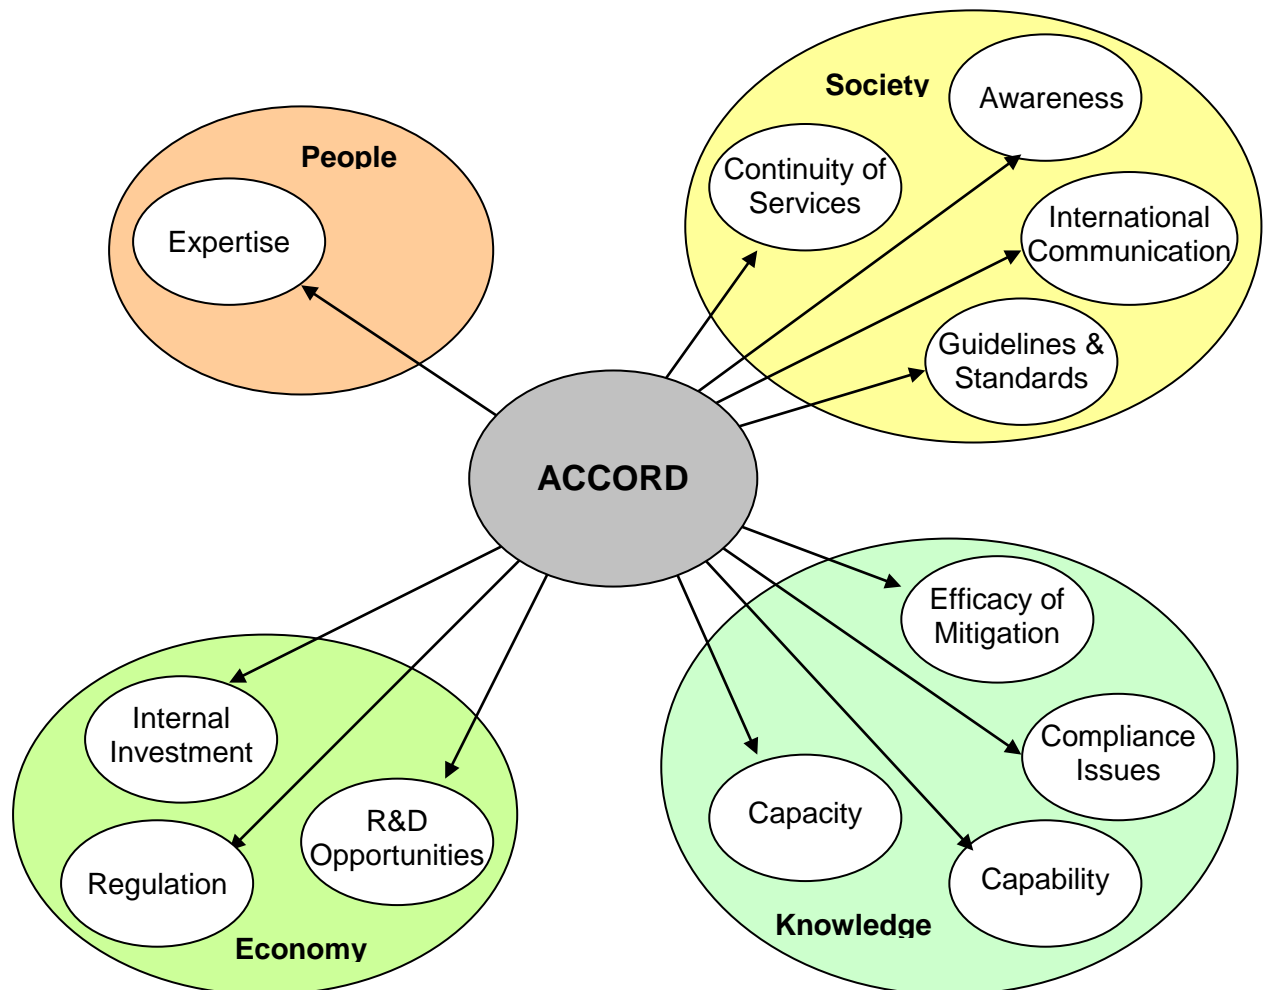 Society
Awareness
People
Continuity of
Services
Expertise
International
Communication
Guidelines &
Standards
ACCORD
Efficacy of
Mitigation
Internal
Investment
Compliance
Issues
Capacity
R&D
Opportunities
Regulation
Capability
Knowledge
Economy